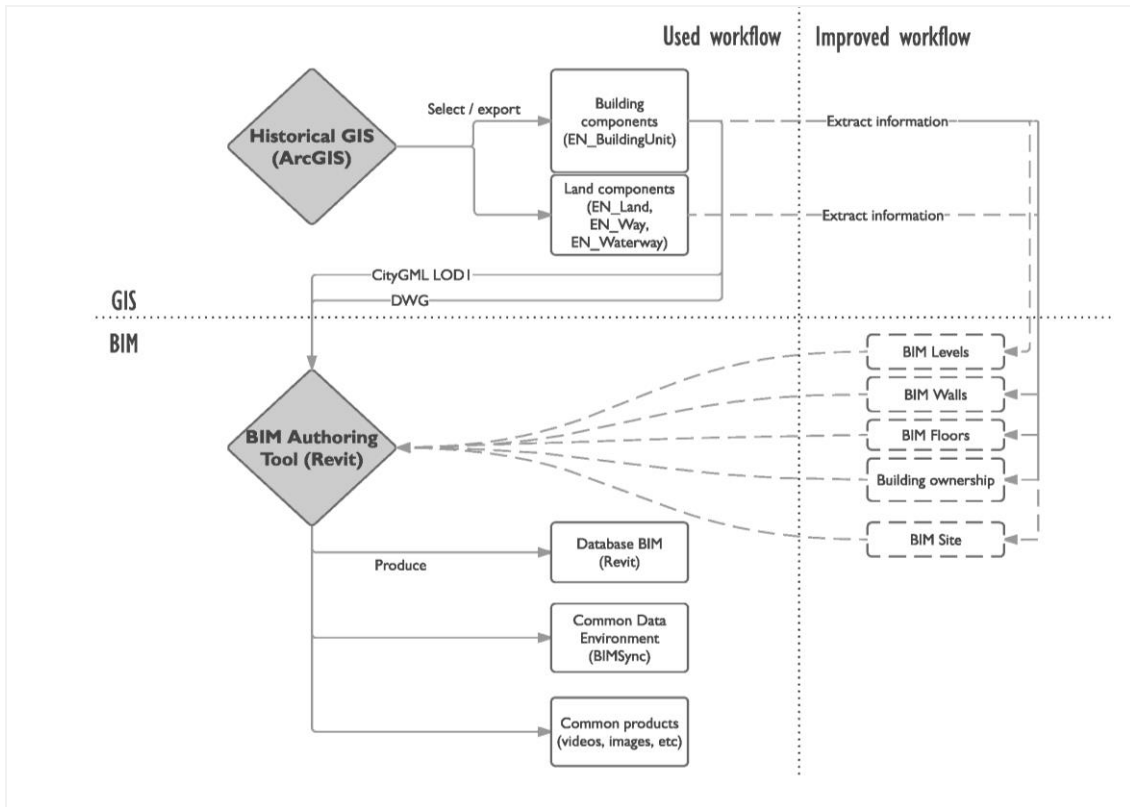 Used workflow
Improved workflow
Historical GIS
(ArcGIS)
Select / export
Building
components
(EN_BuildingUnit)
Extract information
Land components
(EN_Land,
EN_Way,
EN_Waterway)
Extract information
CityGML LOD1
DWG
GIS
BIM
BIM Levels
BIM Walls
BIM Floors
Building ownership
BIM Site
BIM Authoring
Tool (Revit)
Produce
Database BIM
(Revit)
Common Data
Environment
(BIMSync)
Common products
(videos, images, etc)